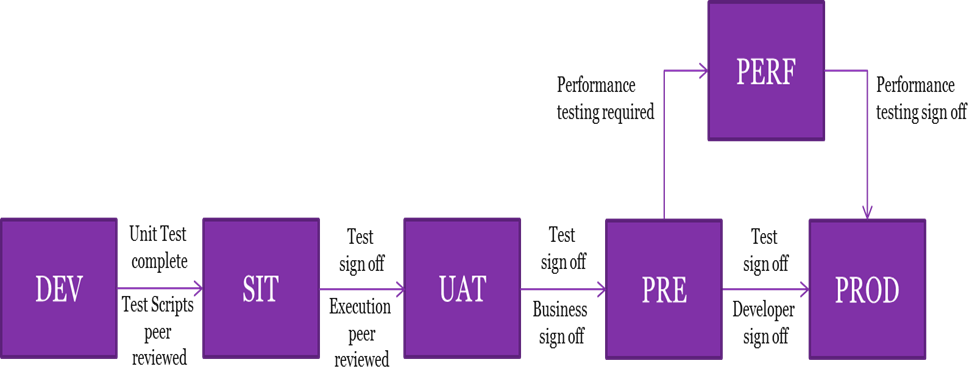 PERF
Performance
testing required
Performance
testing sign off
DEV
Unit Test
complete
Test Scripts
peer
reviewed
SIT
Test
sign off
Execution
peer
reviewed
UAT
Test
sign off
Business
sign off
PRE
Test
sign off
Developer
sign off
PROD